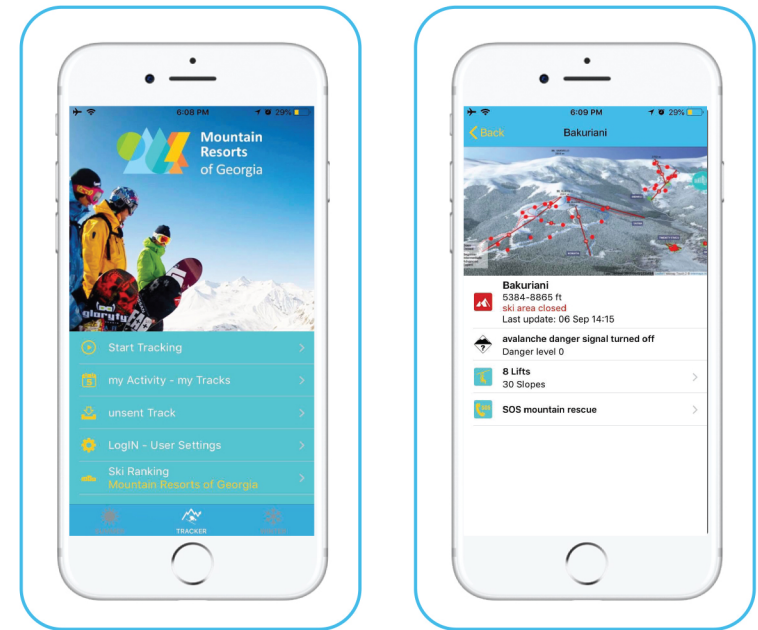 6:08 PM
29%
Mountain
Resorts
of Georgia
gloryfy
Start Tracking
my Activity - my Tracks
unsent Track
LogIN - User Settings
Ski Ranking
Mountain Resorts of Georgia
TRACKER
6:09 PM
29%
Back
Bakuriani
Bakuriani
5384-8865 ft
ski area closed
Last update: 06 Sep 14:15
avalanche danger signal turned off
Danger level 0
8 Lifts
30 Slopes
SOS mountain rescue